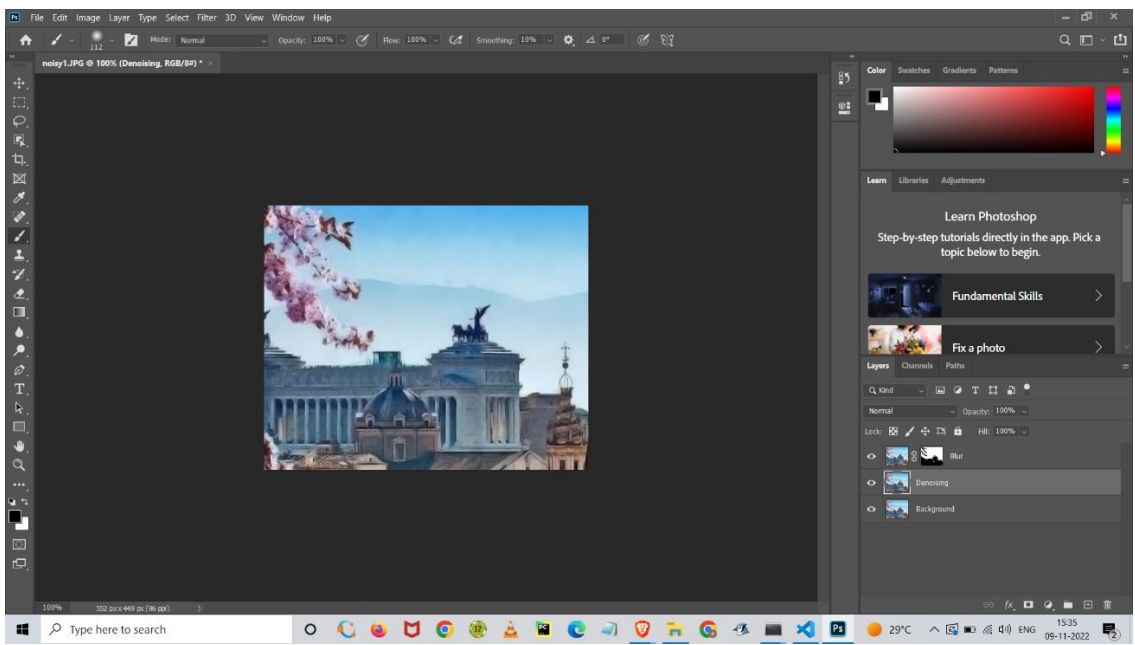 Ps File Edit Image Layer Type Select Filter 3D View Window Help
112 Mode: Normal Opacity: 100% Flow: 100% Smoothing: 10% 0°
noisy1.JPG @ 100% (Denoising, RGB/8#) * ×
Color Swatches Gradients Patterns
Learn Libraries Adjustments
Learn Photoshop
Step-by-step tutorials directly in the app. Pick a
topic below to begin.
Fundamental Skills
Fix a photo
Layers Channels Paths
Kind
Normal Opacity: 100%
Lock: Fill: 100%
Blur
Denoising
Background
100% 552 px x 449 px (96 ppi)
Type here to search
29°C ENG 15:35
09-11-2022